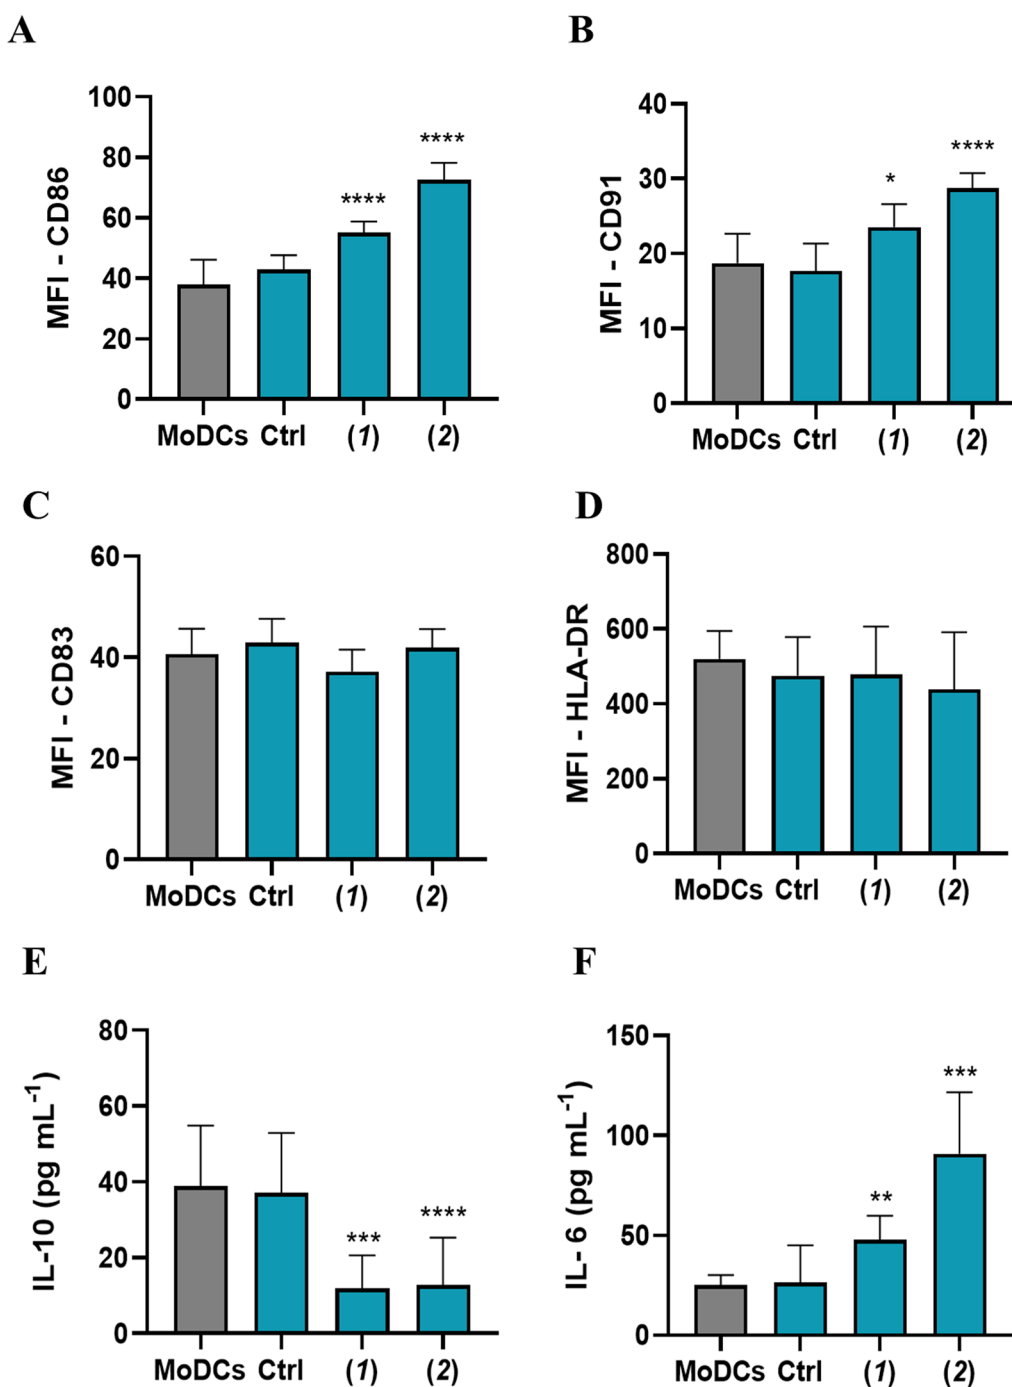 A
MFI - CD86
100
80
60
40
20
0
****
****
MoDCs Ctrl (1) (2)
B
MFI - CD91
40
30
20
10
0
*
****
MoDCs Ctrl (1) (2)
C
MFI - CD83
60
40
20
0
MoDCs Ctrl (1) (2)
D
MFI - HLA-DR
800
600
400
200
0
MoDCs Ctrl (1) (2)
E
IL-10 (pg mL⁻¹)
80
60
40
20
0
***
****
MoDCs Ctrl (1) (2)
F
IL- 6 (pg mL⁻¹)
150
100
50
0
**
***
MoDCs Ctrl (1) (2)